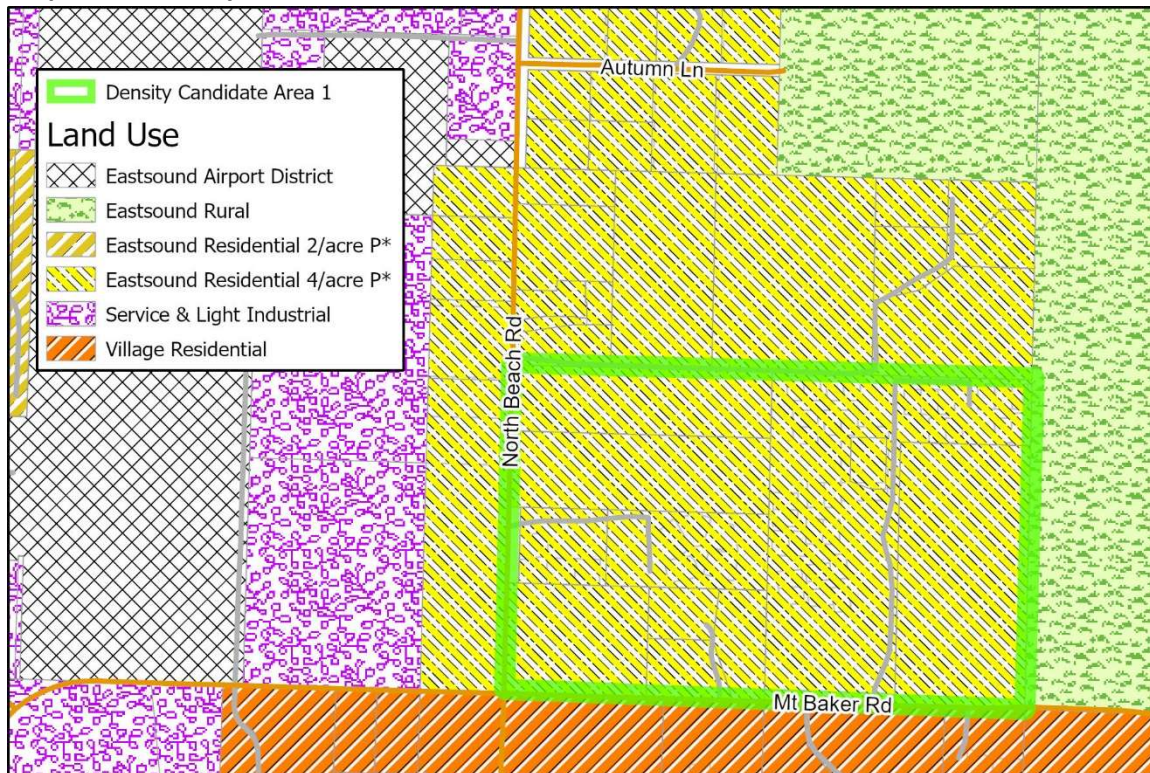 Density Candidate Area 1
Land Use
Eastsound Airport District
Eastsound Rural
Eastsound Residential 2/acre P*
Eastsound Residential 4/acre P*
Service & Light Industrial
Village Residential
Autumn Ln
North Beach Rd
Mt Baker Rd